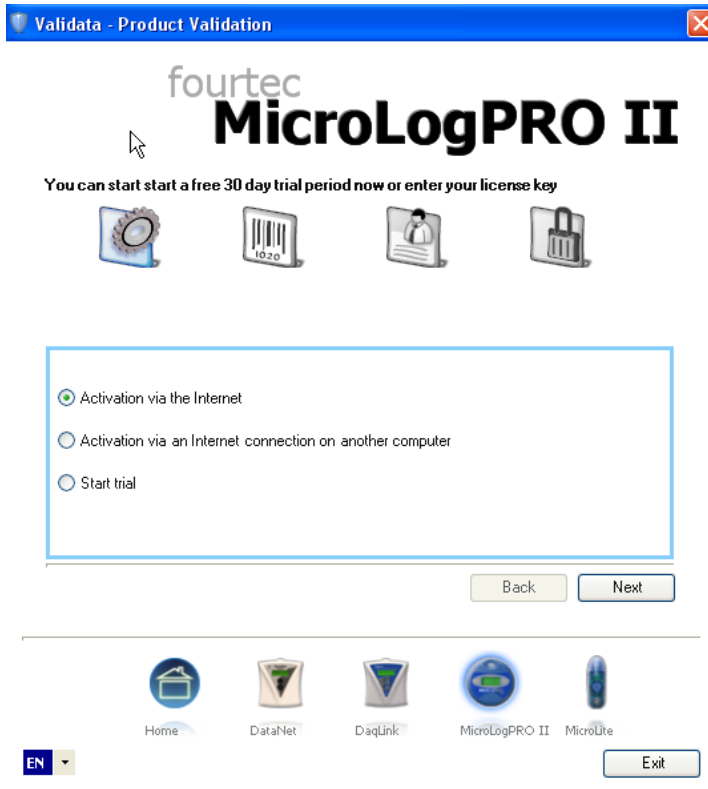 Validata - Product Validation
fourtec
MicroLogPRO II
You can start start a free 30 day trial period now or enter your license key
1020
Activation via the Internet
Activation via an Internet connection on another computer
Start trial
Back
Next
Home
DataNet
DaqLink
MicroLogPRO II
MicroLite
EN
Exit